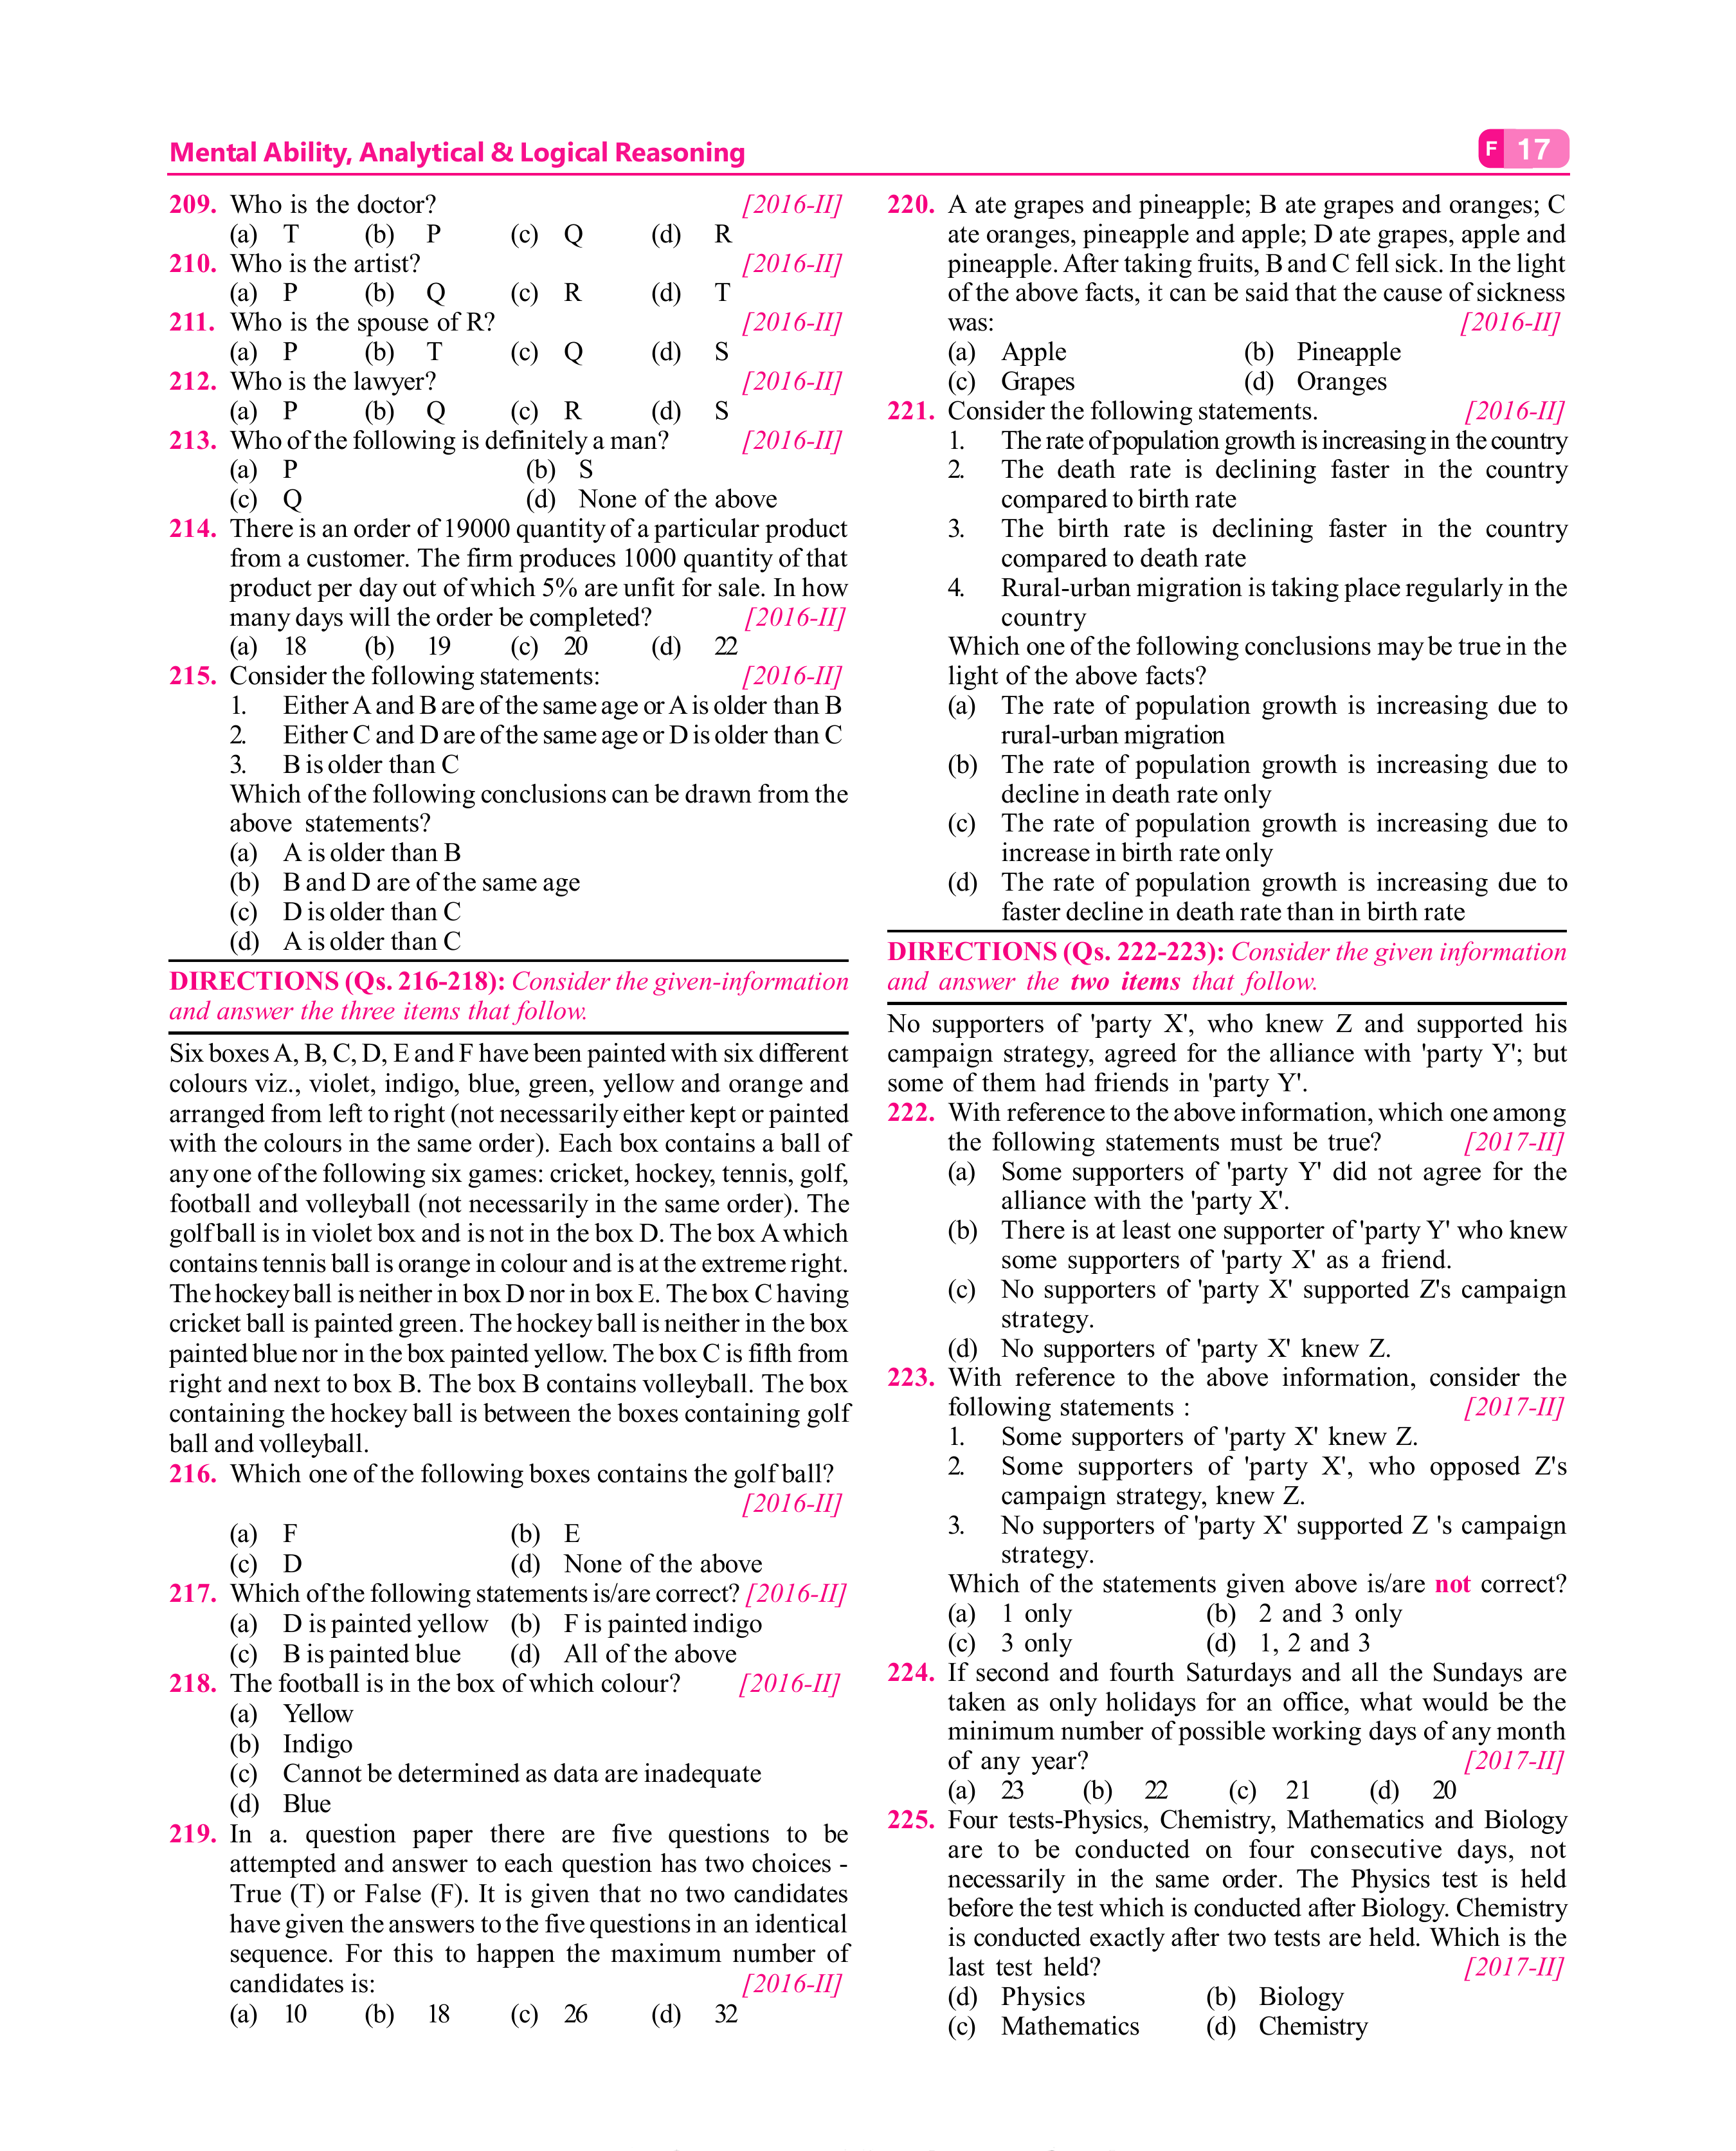 Mental Ability, Analytical & Logical Reasoning
F 17
209. Who is the doctor? [2016-II]
(a) T (b) P (c) Q (d) R
210. Who is the artist? [2016-II]
(a) P (b) Q (c) R (d) T
211. Who is the spouse of R? [2016-II]
(a) P (b) T (c) Q (d) S
212. Who is the lawyer? [2016-II]
(a) P (b) Q (c) R (d) S
213. Who of the following is definitely a man? [2016-II]
(a) P (b) S
(c) Q (d) None of the above
214. There is an order of 19000 quantity of a particular product
from a customer. The firm produces 1000 quantity of that
product per day out of which 5% are unfit for sale. In how
many days will the order be completed? [2016-II]
(a) 18 (b) 19 (c) 20 (d) 22
215. Consider the following statements: [2016-II]
1. Either A and B are of the same age or A is older than B
2. Either C and D are of the same age or D is older than C
3. B is older than C
Which of the following conclusions can be drawn from the
above statements?
(a) A is older than B
(b) B and D are of the same age
(c) D is older than C
(d) A is older than C
DIRECTIONS (Qs. 216-218): Consider the given-information
and answer the three items that follow.
Six boxes A, B, C, D, E and F have been painted with six different
colours viz., violet, indigo, blue, green, yellow and orange and
arranged from left to right (not necessarily either kept or painted
with the colours in the same order). Each box contains a ball of
any one of the following six games: cricket, hockey, tennis, golf,
football and volleyball (not necessarily in the same order). The
golf ball is in violet box and is not in the box D. The box A which
contains tennis ball is orange in colour and is at the extreme right.
The hockey ball is neither in box D nor in box E. The box C having
cricket ball is painted green. The hockey ball is neither in the box
painted blue nor in the box painted yellow. The box C is fifth from
right and next to box B. The box B contains volleyball. The box
containing the hockey ball is between the boxes containing golf
ball and volleyball.
216. Which one of the following boxes contains the golf ball?
[2016-II]
(a) F (b) E
(c) D (d) None of the above
217. Which of the following statements is/are correct? [2016-II]
(a) D is painted yellow (b) F is painted indigo
(c) B is painted blue (d) All of the above
218. The football is in the box of which colour? [2016-II]
(a) Yellow
(b) Indigo
(c) Cannot be determined as data are inadequate
(d) Blue
219. In a. question paper there are five questions to be
attempted and answer to each question has two choices -
True (T) or False (F). It is given that no two candidates
have given the answers to the five questions in an identical
sequence. For this to happen the maximum number of
candidates is: [2016-II]
(a) 10 (b) 18 (c) 26 (d) 32
220. A ate grapes and pineapple; B ate grapes and oranges; C
ate oranges, pineapple and apple; D ate grapes, apple and
pineapple. After taking fruits, B and C fell sick. In the light
of the above facts, it can be said that the cause of sickness
was: [2016-II]
(a) Apple (b) Pineapple
(c) Grapes (d) Oranges
221. Consider the following statements. [2016-II]
1. The rate of population growth is increasing in the country
2. The death rate is declining faster in the country
compared to birth rate
3. The birth rate is declining faster in the country
compared to death rate
4. Rural-urban migration is taking place regularly in the
country
Which one of the following conclusions may be true in the
light of the above facts?
(a) The rate of population growth is increasing due to
rural-urban migration
(b) The rate of population growth is increasing due to
decline in death rate only
(c) The rate of population growth is increasing due to
increase in birth rate only
(d) The rate of population growth is increasing due to
faster decline in death rate than in birth rate
DIRECTIONS (Qs. 222-223): Consider the given information
and answer the two items that follow.
No supporters of 'party X', who knew Z and supported his
campaign strategy, agreed for the alliance with 'party Y'; but
some of them had friends in 'party Y'.
222. With reference to the above information, which one among
the following statements must be true? [2017-II]
(a) Some supporters of 'party Y' did not agree for the
alliance with the 'party X'.
(b) There is at least one supporter of 'party Y' who knew
some supporters of 'party X' as a friend.
(c) No supporters of 'party X' supported Z's campaign
strategy.
(d) No supporters of 'party X' knew Z.
223. With reference to the above information, consider the
following statements : [2017-II]
1. Some supporters of 'party X' knew Z.
2. Some supporters of 'party X', who opposed Z's
campaign strategy, knew Z.
3. No supporters of 'party X' supported Z 's campaign
strategy.
Which of the statements given above is/are not correct?
(a) 1 only (b) 2 and 3 only
(c) 3 only (d) 1, 2 and 3
224. If second and fourth Saturdays and all the Sundays are
taken as only holidays for an office, what would be the
minimum number of possible working days of any month
of any year? [2017-II]
(a) 23 (b) 22 (c) 21 (d) 20
225. Four tests-Physics, Chemistry, Mathematics and Biology
are to be conducted on four consecutive days, not
necessarily in the same order. The Physics test is held
before the test which is conducted after Biology. Chemistry
is conducted exactly after two tests are held. Which is the
last test held? [2017-II]
(d) Physics (b) Biology
(c) Mathematics (d) Chemistry